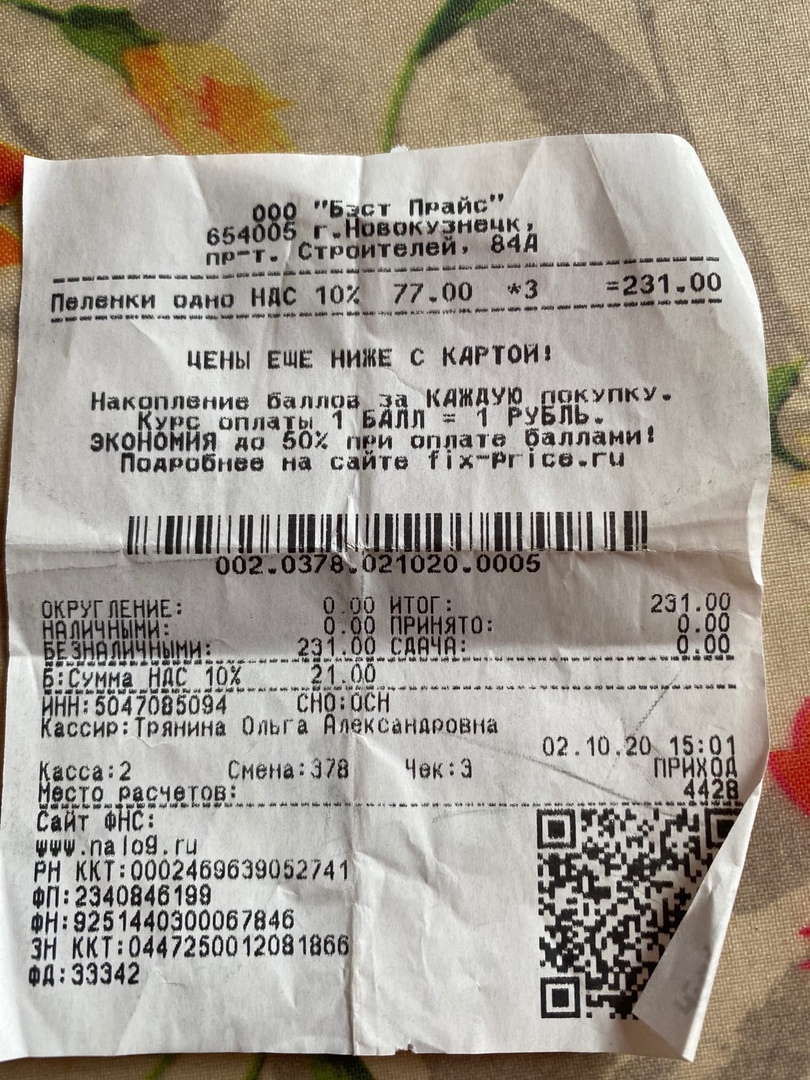 ООО "Бэст Прайс"
654005 г.Новокузнецк,
пр-т. Строителей, 84А
Пеленки одно НДС 10% 77.00 *3 =231.00
ЦЕНЫ ЕЩЕ НИЖЕ С КАРТОЙ!
Накопление баллов за КАЖДУЮ покупку.
Курс оплаты 1 БАЛЛ = 1 РУБЛЬ.
ЭКОНОМИЯ до 50% при оплате баллами!
Подробнее на сайте fix-price.ru
002.0378.021020.0005
ОКРУГЛЕНИЕ: 0.00 ИТОГ: 231.00
НАЛИЧНЫМИ: 0.00 ПРИНЯТО: 0.00
БЕЗНАЛИЧНЫМИ: 231.00 СДАЧА: 0.00
Б:Сумма НДС 10% 21.00
ИНН:5047085094 СНО:ОСН
Кассир:Трянина Ольга Александровна
02.10.20 15:01
Касса:2 Смена:378 Чек:3 ПРИХОД
Место расчетов: 4428
Сайт ФНС:
www.nalog.ru
РН ККТ:0002469639052741
ФП:2340846199
ФН:9251440300067846
ЗН ККТ:0447250012081866
ФД:33342